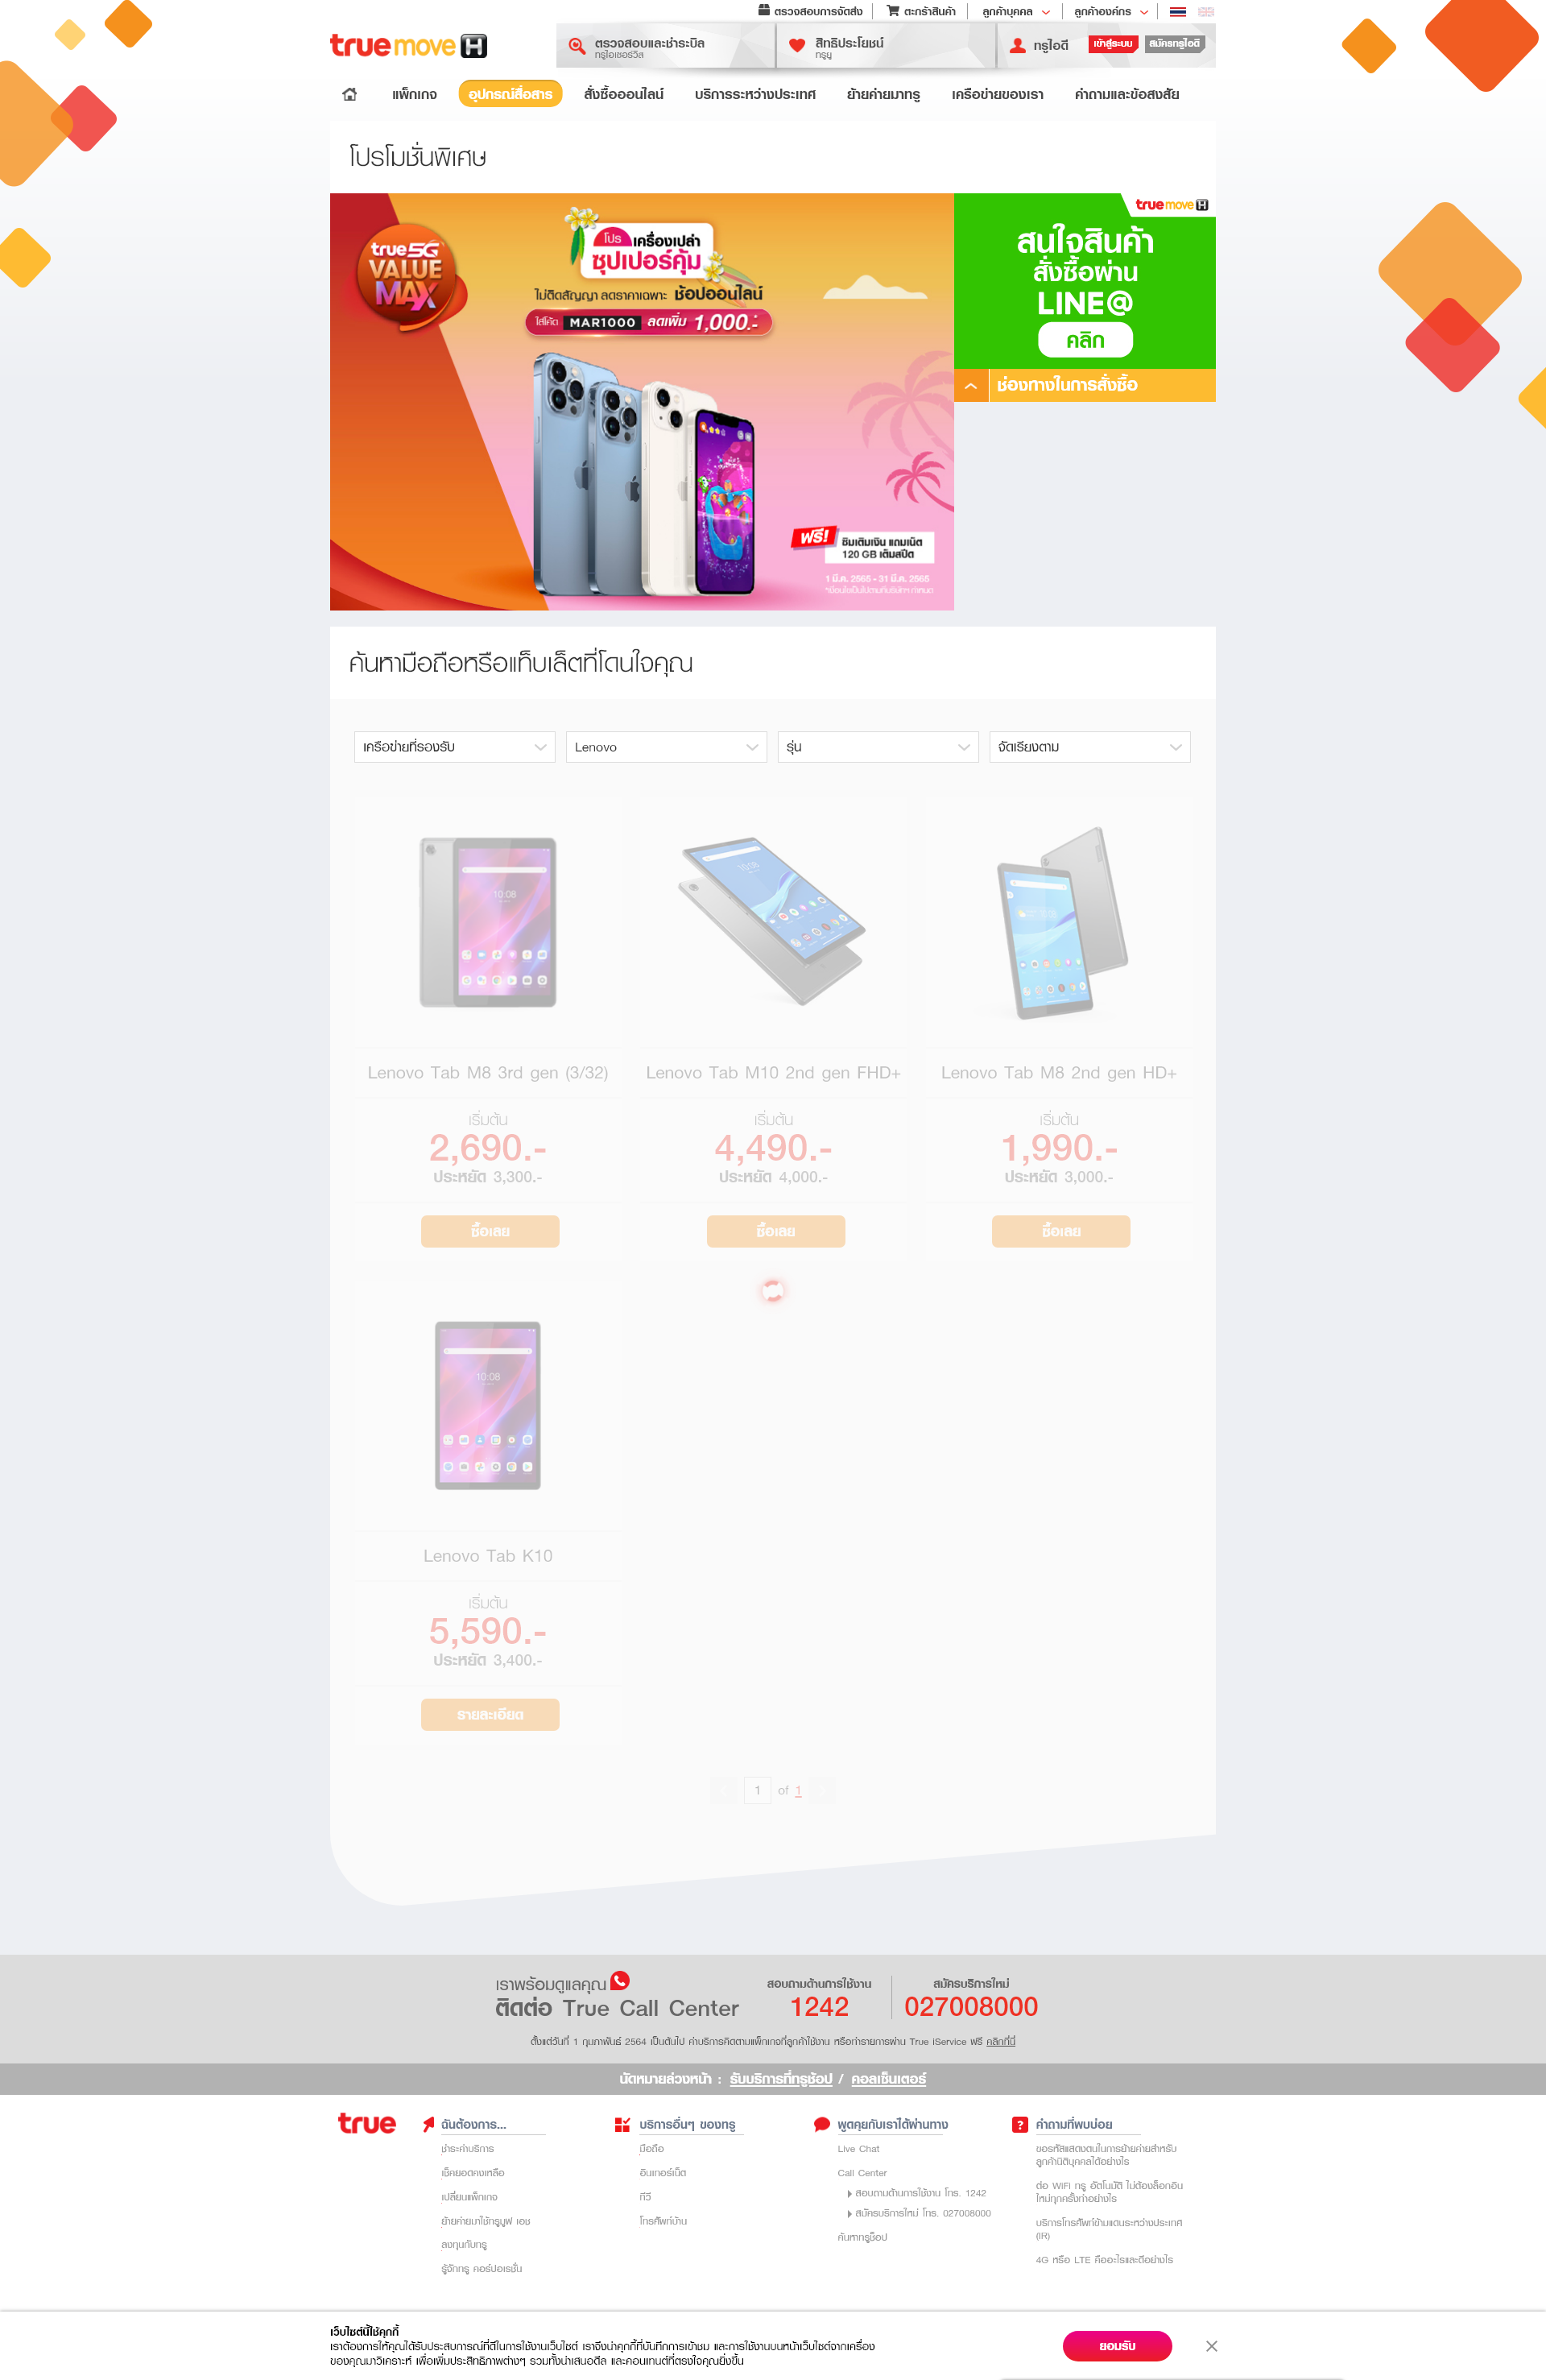 ตรวจสอบการจัดส่ง
ตะกร้าสินค้า
ลูกค้าบุคคล
ลูกค้าองค์กร
true move H
ตรวจสอบและชำระบิล
ทรูไอเซอร์วิส
สิทธิประโยชน์
ทรูยู
ทรูไอดี
เข้าสู่ระบบ
สมัครทรูไอดี
แพ็กเกจ
อุปกรณ์สื่อสาร
สั่งซื้อออนไลน์
บริการระหว่างประเทศ
ย้ายค่ายมาทรู
เครือข่ายของเรา
คำถามและข้อสงสัย
โปรโมชั่นพิเศษ
true 5G
VALUE
MAX
โปร เครื่องเปล่า
ซุปเปอร์คุ้ม
ไม่ติดสัญญา ลดราคาเฉพาะ ช้อปออนไลน์
ใส่โค้ด MAR1000 ลดเพิ่ม 1,000.-
ฟรี!
ซิมเติมเงิน แถมเน็ต
120 GB เต็มสปีด
1 มี.ค. 2565 - 31 มี.ค. 2565
*เงื่อนไขเป็นไปตามที่บริษัทฯ กำหนด
true move H
สนใจสินค้า
สั่งซื้อผ่าน
LINE@
คลิก
ช่องทางในการสั่งซื้อ
ค้นหามือถือหรือแท็บเล็ตที่โดนใจคุณ
เครือข่ายที่รองรับ
Lenovo
รุ่น
จัดเรียงตาม
10:08
10:08
Lenovo Tab M8 3rd gen (3/32)
Lenovo Tab M10 2nd gen FHD+
Lenovo Tab M8 2nd gen HD+
เริ่มต้น
2,690.-
ประหยัด 3,300.-
เริ่มต้น
4,490.-
ประหยัด 4,000.-
เริ่มต้น
1,990.-
ประหยัด 3,000.-
ซื้อเลย
ซื้อเลย
ซื้อเลย
10:08
Lenovo Tab K10
เริ่มต้น
5,590.-
ประหยัด 3,400.-
รายละเอียด
1 of 1
เราพร้อมดูแลคุณ
ติดต่อ True Call Center
สอบถามด้านการใช้งาน
1242
สมัครบริการใหม่
027008000
ตั้งแต่วันที่ 1 กุมภาพันธ์ 2564 เป็นต้นไป ค่าบริการคิดตามแพ็กเกจที่ลูกค้าใช้งาน หรือทำรายการผ่าน True iService ฟรี คลิกที่นี่
นัดหมายล่วงหน้า : รับบริการที่ทรูช้อป / คอลเซ็นเตอร์
true
ฉันต้องการ...
ชำระค่าบริการ
เช็คยอดคงเหลือ
เปลี่ยนแพ็กเกจ
ย้ายค่ายมาใช้ทรูมูฟ เอช
ลงทุนกับทรู
รู้จักทรู คอร์ปอเรชั่น
บริการอื่นๆ ของทรู
มือถือ
อินเทอร์เน็ต
ทีวี
โทรศัพท์บ้าน
พูดคุยกับเราได้ผ่านทาง
Live Chat
Call Center
สอบถามด้านการใช้งาน โทร. 1242
สมัครบริการใหม่ โทร. 027008000
ค้นหาทรูช็อป
คำถามที่พบบ่อย
ขอรหัสแสดงตนในการย้ายค่ายสำหรับ
ลูกค้านิติบุคคลได้อย่างไร
ต่อ WiFi ทรู อัตโนมัติ ไม่ต้องล็อกอิน
ใหม่ทุกครั้งทำอย่างไร
บริการโทรศัพท์ข้ามแดนระหว่างประเทศ
(IR)
4G หรือ LTE คืออะไรและดีอย่างไร
เว็บไซต์นี้ใช้คุกกี้
เราต้องการให้คุณได้รับประสบการณ์ที่ดีในการใช้งานเว็บไซต์ เราจึงนำคุกกี้ที่บันทึกการเข้าชม และการใช้งานบนหน้าเว็บไซต์จากเครื่อง
ของคุณมาวิเคราะห์ เพื่อเพิ่มประสิทธิภาพต่างๆ รวมทั้งนำเสนอดีล และคอนเทนต์ที่ตรงใจคุณยิ่งขึ้น
ยอมรับ